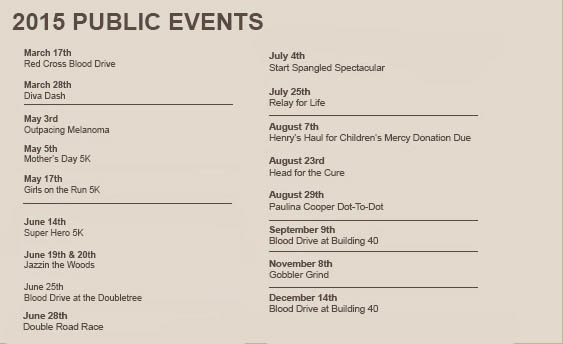 2015 PUBLIC EVENTS
March 17th
Red Cross Blood Drive
March 28th
Diva Dash
May 3rd
Outpacing Melanoma
May 5th
Mother's Day 5K
May 17th
Girls on the Run 5K
June 14th
Super Hero 5K
June 19th & 20th
Jazzin the Woods
June 25th
Blood Drive at the Doubletree
June 28th
Double Road Race
July 4th
Start Spangled Spectacular
July 25th
Relay for Life
August 7th
Henry's Haul for Children's Mercy Donation Due
August 23rd
Head for the Cure
August 29th
Paulina Cooper Dot-To-Dot
September 9th
Blood Drive at Building 40
November 8th
Gobbler Grind
December 14th
Blood Drive at Building 40